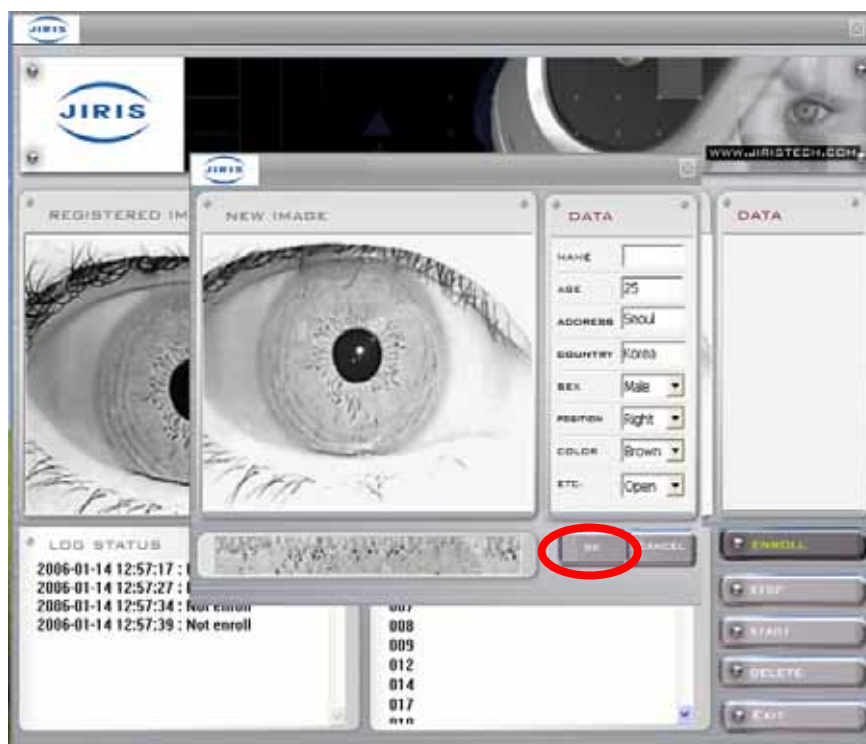 JIRIS
JIRIS
WWW.JIRISTECH.COM
JIRIS
REGISTERED IM
NEW IMAGE
DATA
DATA
NAME
AGE 25
ADDRESS Seoul
COUNTRY Korea
SEX Male
POSITION Right
COLOR Brown
ETC. Open
OK
CANCEL
ENROLL
LOG STATUS
2006-01-14 12:57:17 :
2006-01-14 12:57:27 :
2006-01-14 12:57:34 : Not enroll
2006-01-14 12:57:39 : Not enroll
007
008
009
012
014
017
STOP
START
DELETE
EXIT